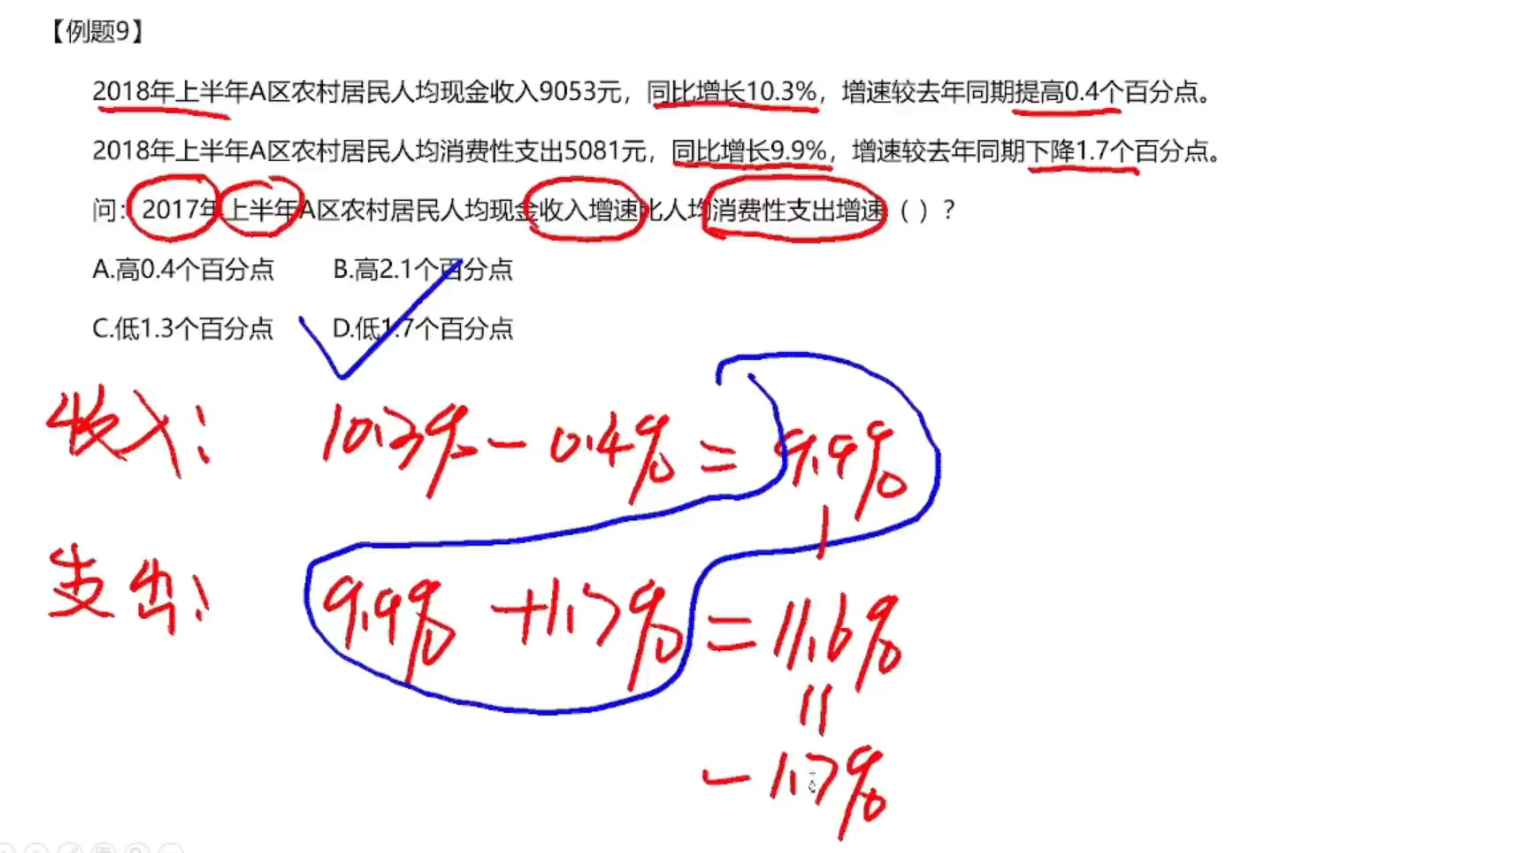 【例题9】
2018年上半年A区农村居民人均现金收入9053元，同比增长10.3%，增速较去年同期提高0.4个百分点。
2018年上半年A区农村居民人均消费性支出5081元，同比增长9.9%，增速较去年同期下降1.7个百分点。
问：2017年上半年A区农村居民人均现金收入增速比人均消费性支出增速（ ）？
A.高0.4个百分点 B.高2.1个百分点
C.低1.3个百分点 D.低1.7个百分点
收入： 10.3% - 0.4% = 9.9%
支出： 9.9% + 1.7% = 11.6%
- 1.7%